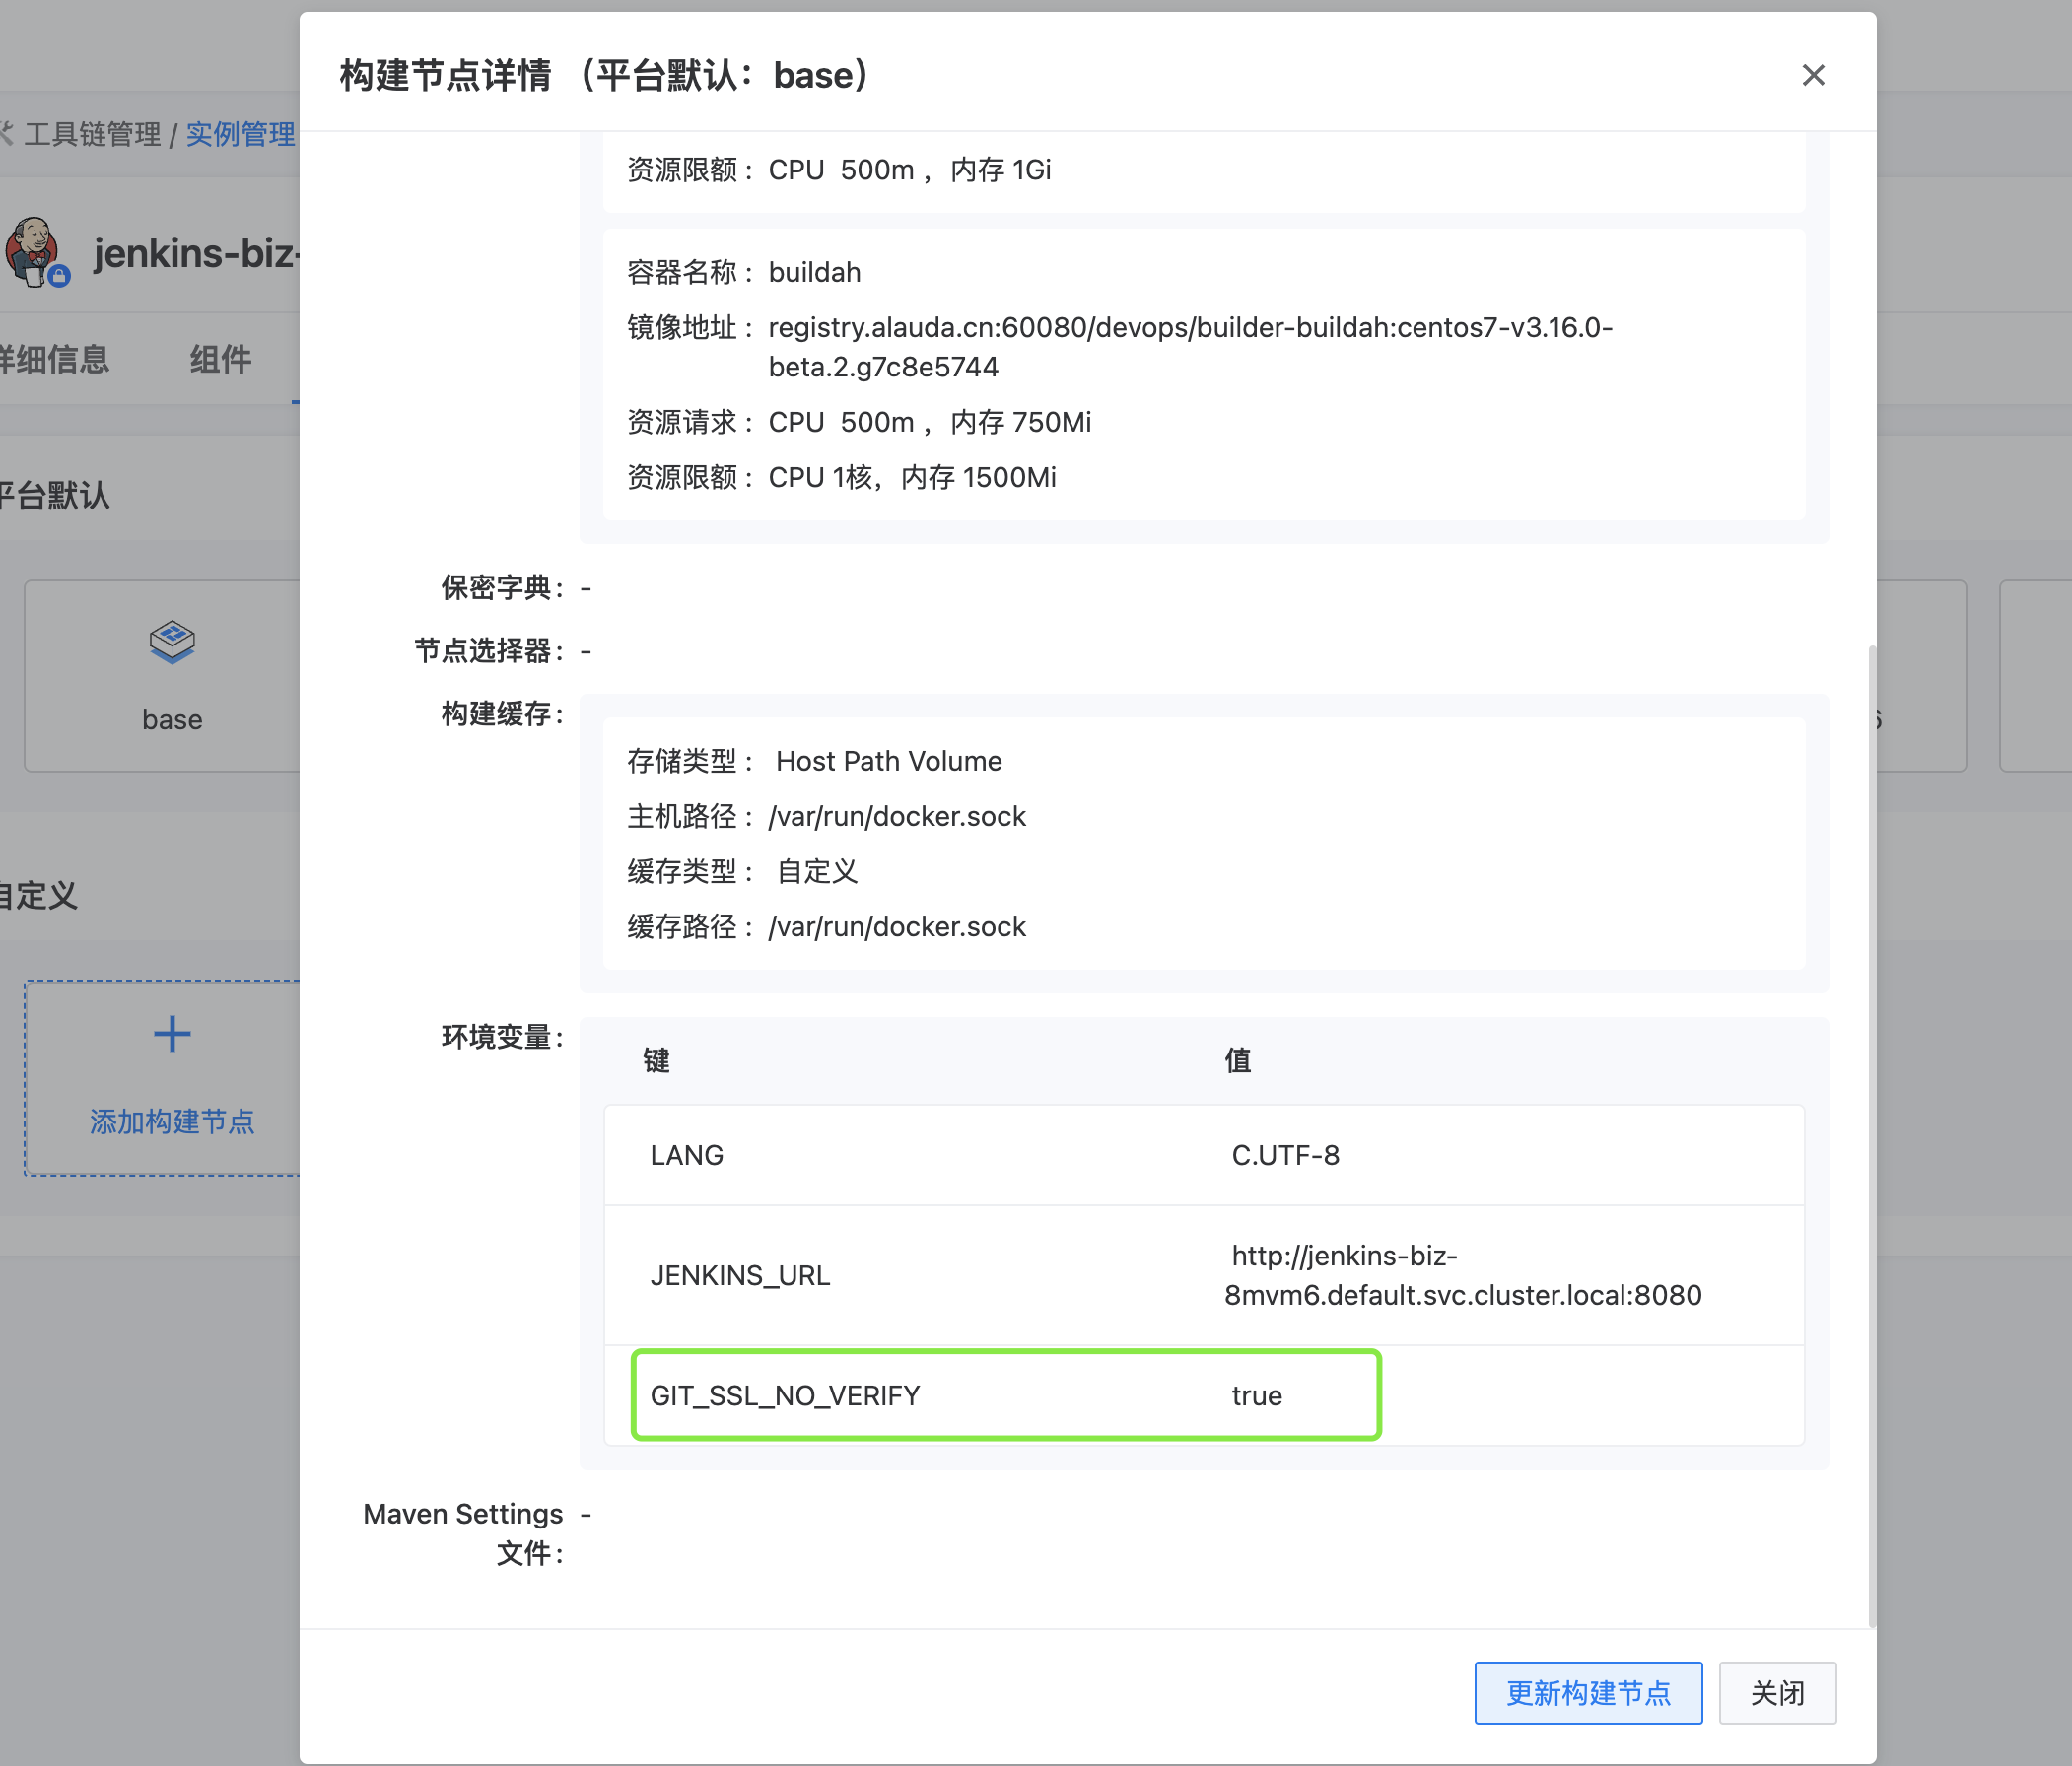 构建节点详情 （平台默认：base）
工具链管理 / 实例管理
资源限额： CPU 500m ， 内存 1Gi
jenkins-biz-
容器名称： buildah
镜像地址： registry.alauda.cn:60080/devops/builder-buildah:centos7-v3.16.0-
beta.2.g7c8e5744
详细信息 组件
资源请求： CPU 500m ， 内存 750Mi
资源限额： CPU 1核，内存 1500Mi
平台默认
保密字典： -
节点选择器： -
base
构建缓存：
存储类型： Host Path Volume
主机路径： /var/run/docker.sock
缓存类型： 自定义
缓存路径： /var/run/docker.sock
自定义
添加构建节点
环境变量：
键 值
LANG C.UTF-8
JENKINS_URL http://jenkins-biz-
8mvm6.default.svc.cluster.local:8080
GIT_SSL_NO_VERIFY true
Maven Settings -
文件：
更新构建节点 关闭